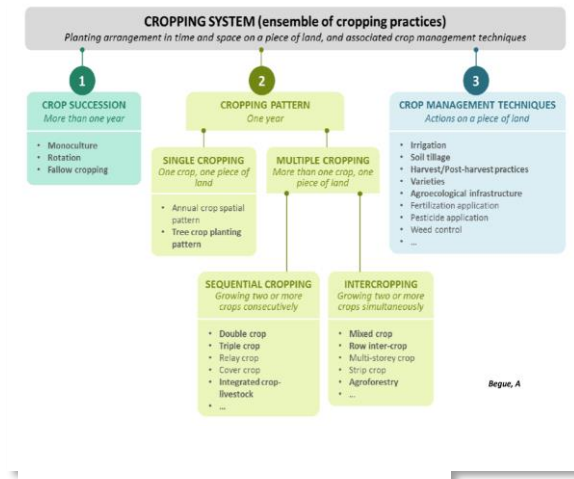 CROPPING SYSTEM (ensemble of cropping practices)
Planting arrangement in time and space on a piece of land, and associated crop management techniques
1
CROP SUCCESSION
More than one year
• Monoculture
• Rotation
• Fallow cropping
2
CROPPING PATTERN
One year
SINGLE CROPPING
One crop, one piece of
land
• Annual crop spatial
pattern
• Tree crop planting
pattern
MULTIPLE CROPPING
More than one crop, one
piece of land
SEQUENTIAL CROPPING
Growing two or more
crops consecutively
• Double crop
• Triple crop
• Relay crop
• Cover crop
• Integrated crop-
livestock
• ...
INTERCROPPING
Growing two or more
crops simultaneously
• Mixed crop
• Row inter-crop
• Multi-storey crop
• Strip crop
• Agroforestry
• ...
3
CROP MANAGEMENT TECHNIQUES
Actions on a piece of land
• Irrigation
• Soil tillage
• Harvest/Post-harvest practices
• Varieties
• Agroecological infrastructure
• Fertilization application
• Pesticide application
• Weed control
• ...
Begue, A